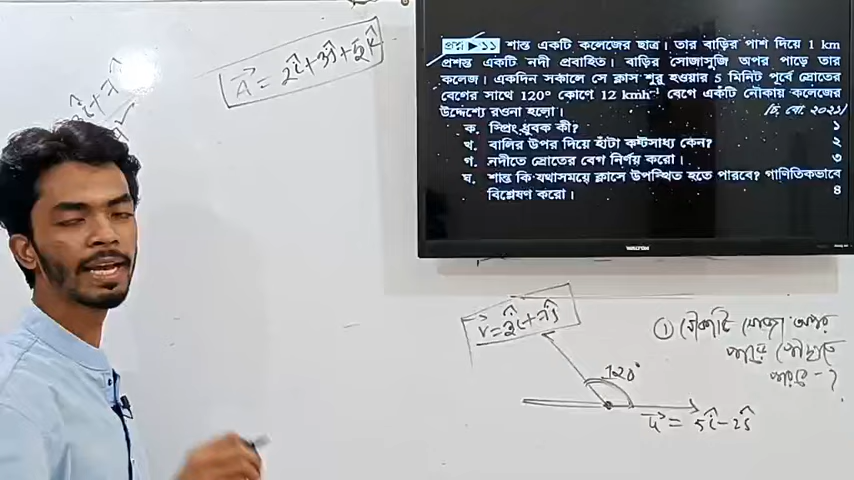 প্রশ্ন ▶ ১১ শান্ত একটি কলেজের ছাত্র। তার বাড়ির পাশ দিয়ে 1 km
প্রশস্ত একটি নদী প্রবাহিত। বাড়ির সোজাসুজি অপর পাড়ে তার
কলেজ। একদিন সকালে সে ক্লাস শুরু হওয়ার 5 মিনিট পূর্বে স্রোতের
বেগের সাথে 120° কোণে 12 kmh⁻¹ বেগে একটি নৌকায় কলেজের
উদ্দেশ্যে রওনা হলো। [চ. বো. ২০২১]
ক. স্প্রিং ধ্রুবক কী? ১
খ. বালির উপর দিয়ে হাঁটা কষ্টসাধ্য কেন? ২
গ. নদীতে স্রোতের বেগ নির্ণয় করো। ৩
ঘ. শান্ত কি যথাসময়ে ক্লাসে উপস্থিত হতে পারবে? গাণিতিকভাবে
বিশ্লেষণ করো। ৪
WALTON
A⃗ = 2î+3ĵ+5k̂
120°
u⃗ = 5î-2ĵ
① নৌকাটি সোজা অপর
পারে